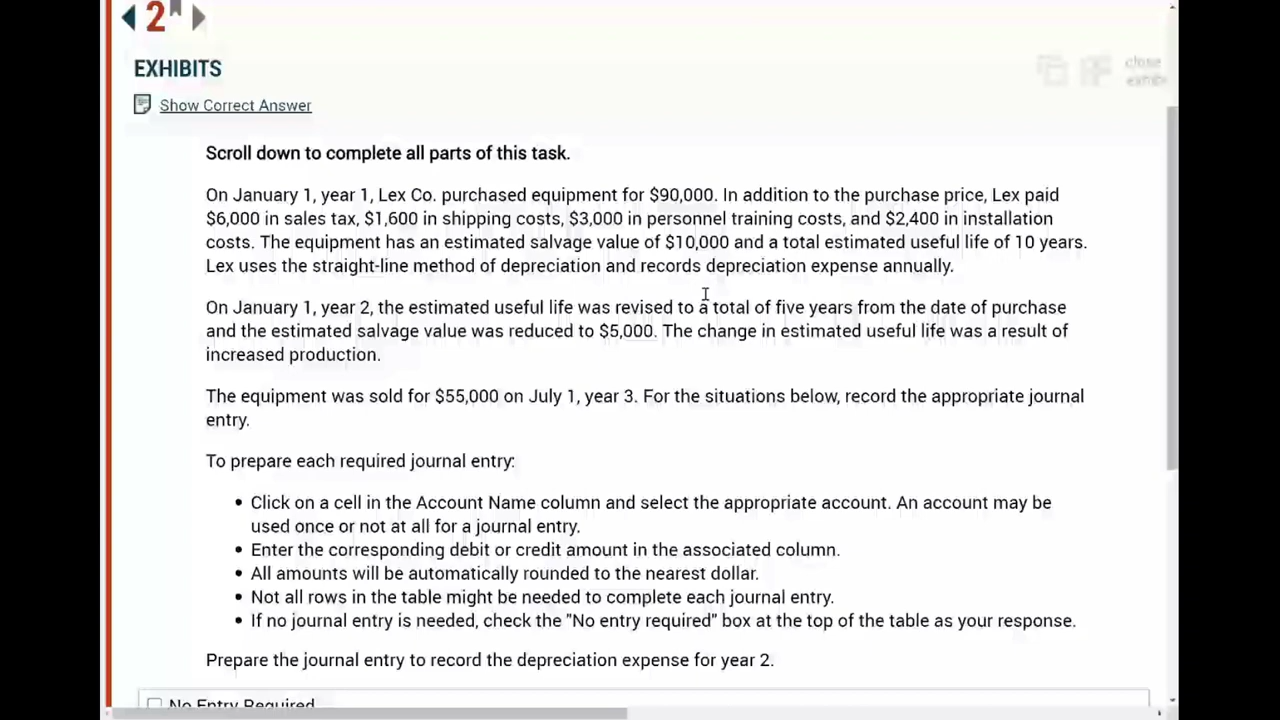 2
EXHIBITS
close
exhibi
Show Correct Answer
Scroll down to complete all parts of this task.
On January 1, year 1, Lex Co. purchased equipment for $90,000. In addition to the purchase price, Lex paid
$6,000 in sales tax, $1,600 in shipping costs, $3,000 in personnel training costs, and $2,400 in installation
costs. The equipment has an estimated salvage value of $10,000 and a total estimated useful life of 10 years.
Lex uses the straight-line method of depreciation and records depreciation expense annually.
On January 1, year 2, the estimated useful life was revised to a total of five years from the date of purchase
and the estimated salvage value was reduced to $5,000. The change in estimated useful life was a result of
increased production.
The equipment was sold for $55,000 on July 1, year 3. For the situations below, record the appropriate journal
entry.
To prepare each required journal entry:
• Click on a cell in the Account Name column and select the appropriate account. An account may be
used once or not at all for a journal entry.
• Enter the corresponding debit or credit amount in the associated column.
• All amounts will be automatically rounded to the nearest dollar.
• Not all rows in the table might be needed to complete each journal entry.
• If no journal entry is needed, check the "No entry required" box at the top of the table as your response.
Prepare the journal entry to record the depreciation expense for year 2.
No Entry Required